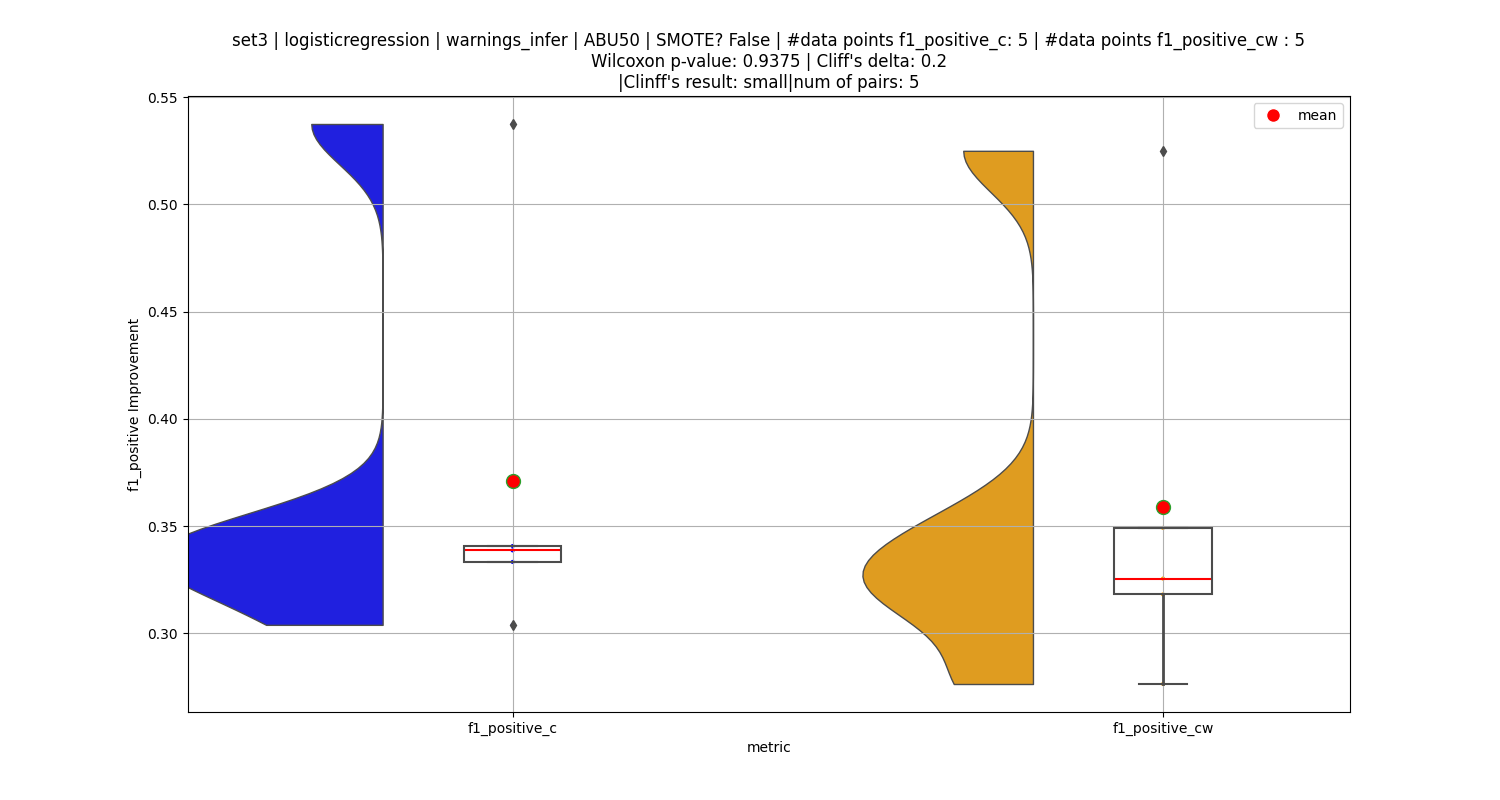 set3 | logisticregression | warnings_infer | ABU50 | SMOTE? False | #data points f1_positive_c: 5 | #data points f1_positive_cw : 5
Wilcoxon p-value: 0.9375 | Cliff's delta: 0.2
|Clinff's result: small|num of pairs: 5
mean
f1_positive Improvement
0.55
0.50
0.45
0.40
0.35
0.30
f1_positive_c
f1_positive_cw
metric